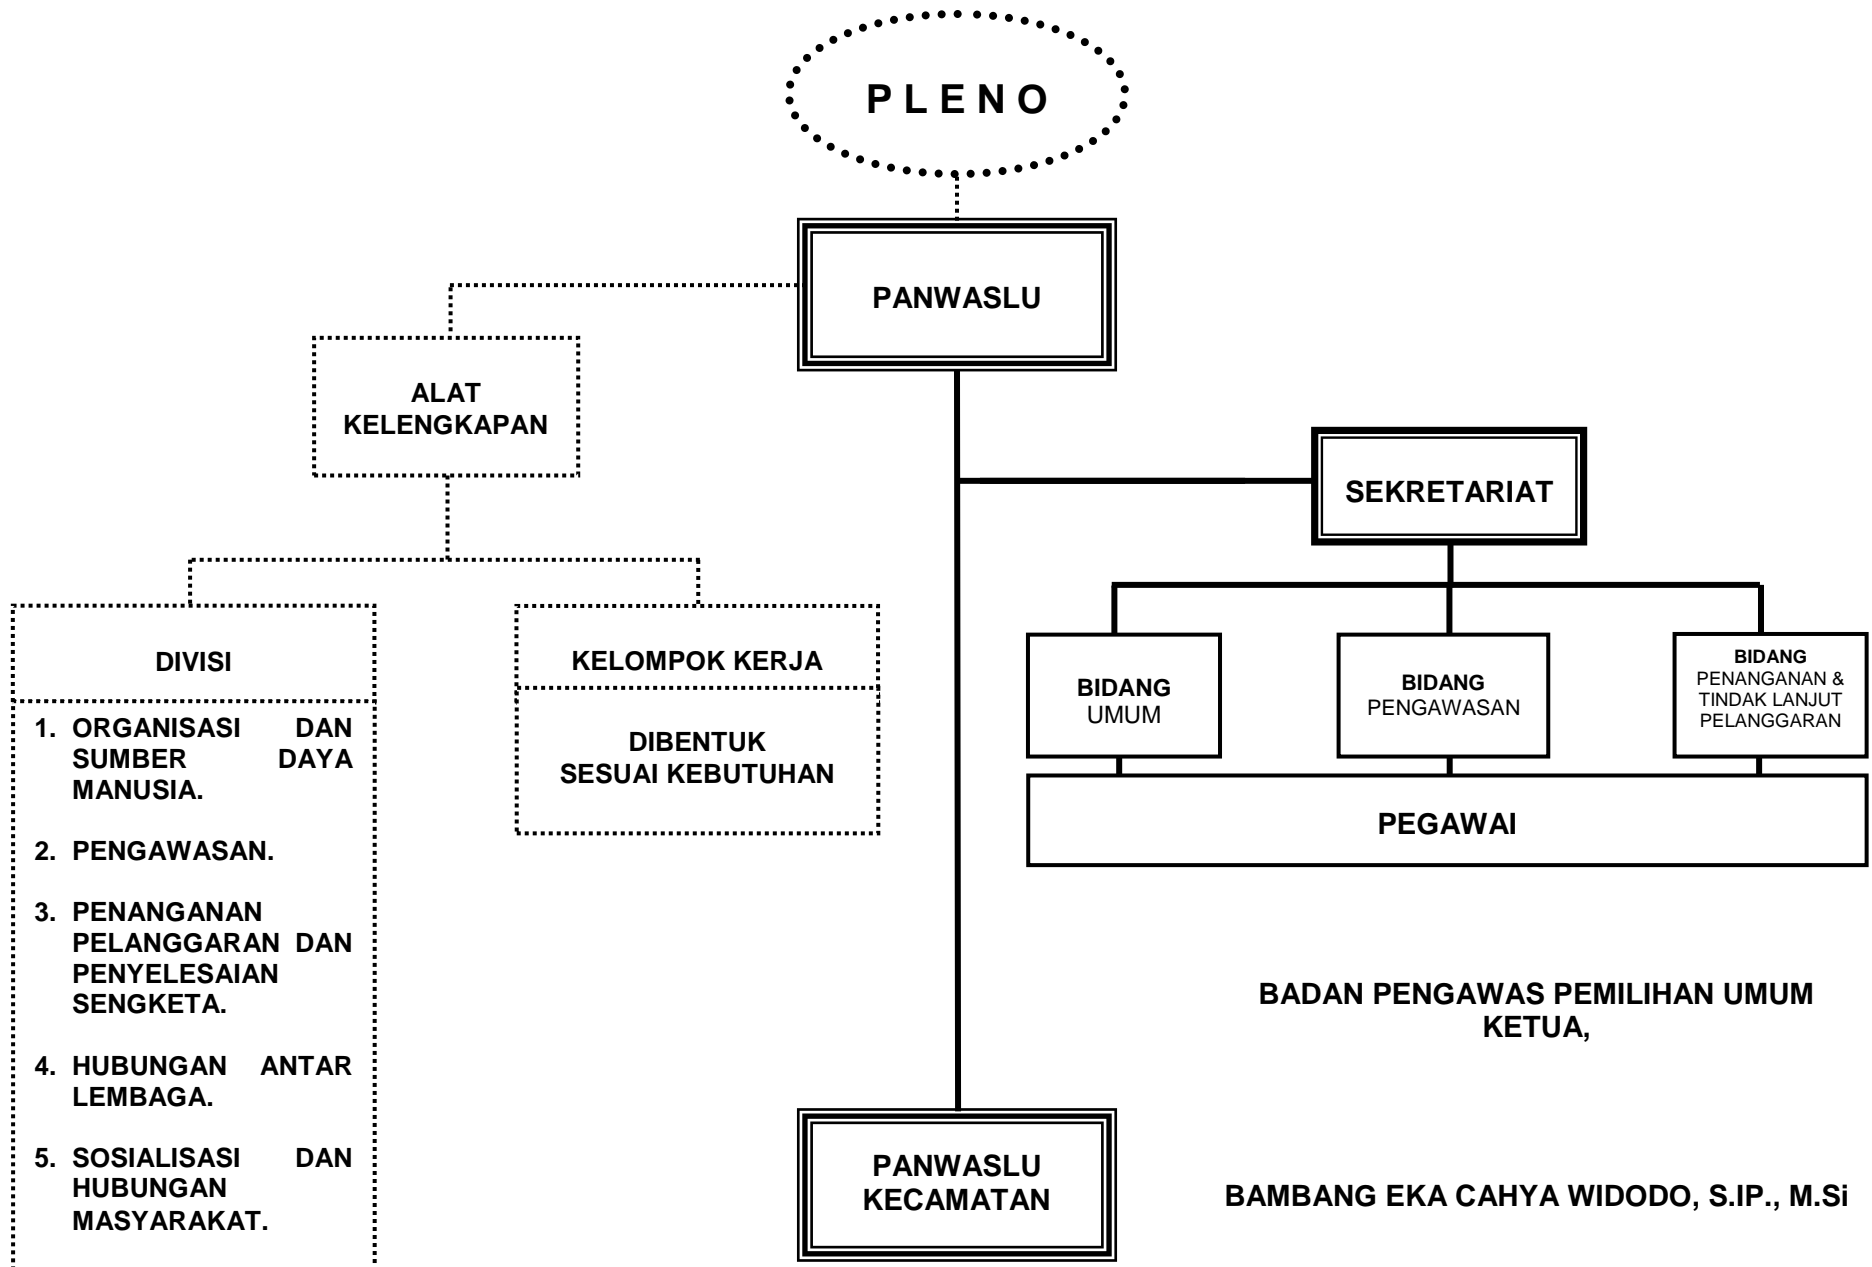 P L E N O
PANWASLU
ALAT
KELENGKAPAN
SEKRETARIAT
DIVISI
1. ORGANISASI DAN
SUMBER DAYA
MANUSIA.
2. PENGAWASAN.
3. PENANGANAN
PELANGGARAN DAN
PENYELESAIAN
SENGKETA.
4. HUBUNGAN ANTAR
LEMBAGA.
5. SOSIALISASI DAN
HUBUNGAN
MASYARAKAT.
KELOMPOK KERJA
DIBENTUK
SESUAI KEBUTUHAN
BIDANG
UMUM
BIDANG
PENGAWASAN
BIDANG
PENANGANAN &
TINDAK LANJUT
PELANGGARAN
PEGAWAI
PANWASLU
KECAMATAN
BADAN PENGAWAS PEMILIHAN UMUM
KETUA,
BAMBANG EKA CAHYA WIDODO, S.IP., M.Si